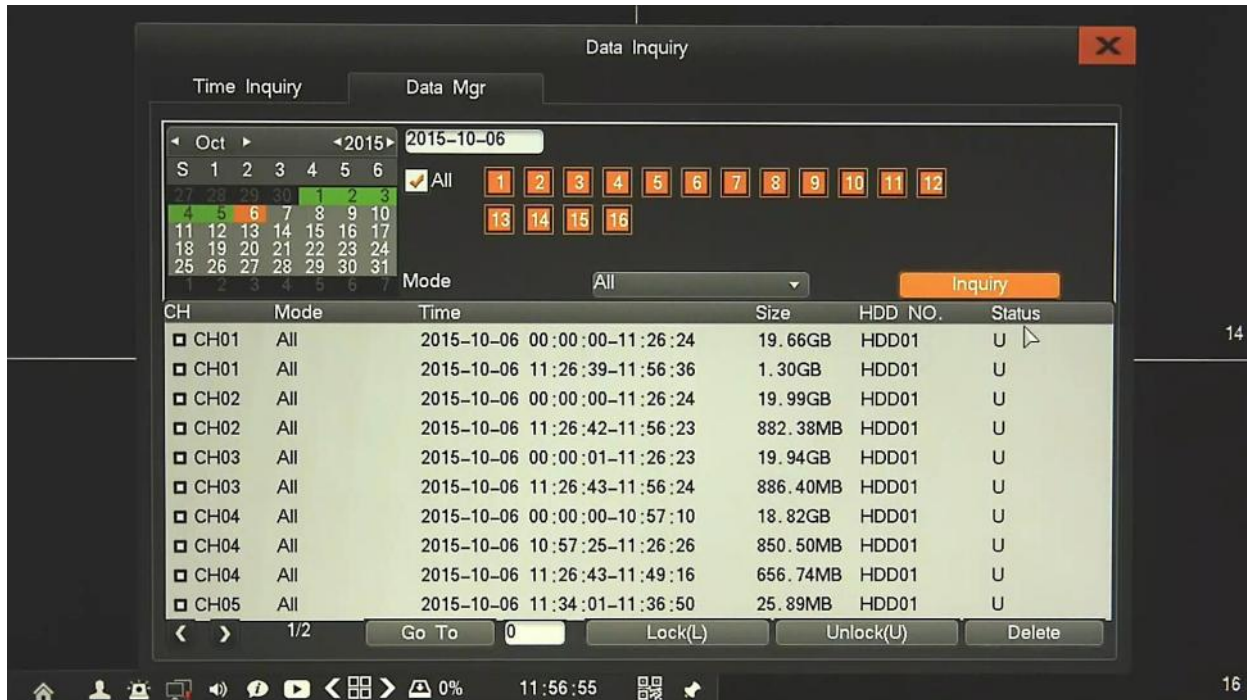 Data Inquiry
Time Inquiry Data Mgr
Oct 2015 2015-10-06
S 1 2 3 4 5 6
All 1 2 3 4 5 6 7 8 9 10 11 12
27 28 29 30 1 2 3
4 5 6 7 8 9 10
13 14 15 16
11 12 13 14 15 16 17
18 19 20 21 22 23 24
25 26 27 28 29 30 31
1 2 3 4 5 6 7
Mode All Inquiry
CH Mode Time Size HDD NO. Status
CH01 All 2015-10-06 00:00:00-11:26:24 19.66GB HDD01 U
14
CH01 All 2015-10-06 11:26:39-11:56:36 1.30GB HDD01 U
CH02 All 2015-10-06 00:00:00-11:26:24 19.99GB HDD01 U
CH02 All 2015-10-06 11:26:42-11:56:23 882.38MB HDD01 U
CH03 All 2015-10-06 00:00:01-11:26:23 19.94GB HDD01 U
CH03 All 2015-10-06 11:26:43-11:56:24 886.40MB HDD01 U
CH04 All 2015-10-06 00:00:00-10:57:10 18.82GB HDD01 U
CH04 All 2015-10-06 10:57:25-11:26:26 850.50MB HDD01 U
CH04 All 2015-10-06 11:26:43-11:49:16 656.74MB HDD01 U
CH05 All 2015-10-06 11:34:01-11:36:50 25.89MB HDD01 U
1/2 Go To 0 Lock(L) Unlock(U) Delete
0% 11:56:55
16